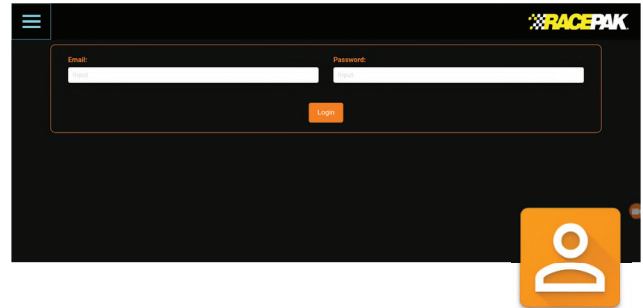 RACEPAK
Email:
Password:
Input
Input
Login